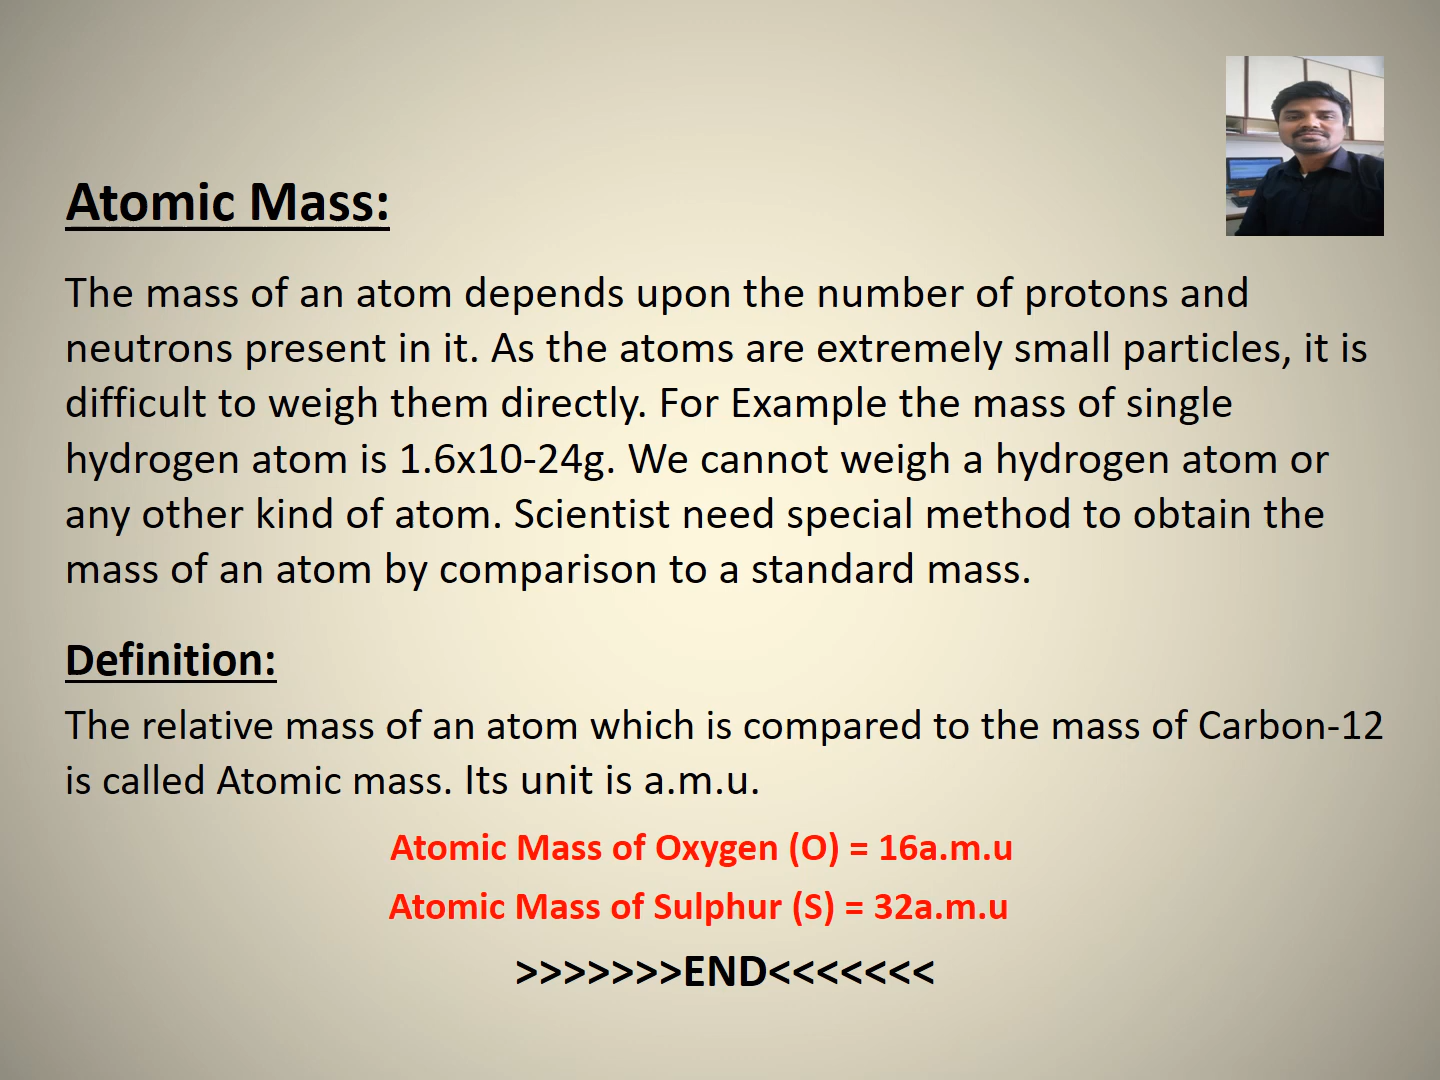 Atomic Mass:
The mass of an atom depends upon the number of protons and
neutrons present in it. As the atoms are extremely small particles, it is
difficult to weigh them directly. For Example the mass of single
hydrogen atom is 1.6x10-24g. We cannot weigh a hydrogen atom or
any other kind of atom. Scientist need special method to obtain the
mass of an atom by comparison to a standard mass.
Definition:
The relative mass of an atom which is compared to the mass of Carbon-12
is called Atomic mass. Its unit is a.m.u.
Atomic Mass of Oxygen (O) = 16a.m.u
Atomic Mass of Sulphur (S) = 32a.m.u
>>>>>>>END<<<<<<<